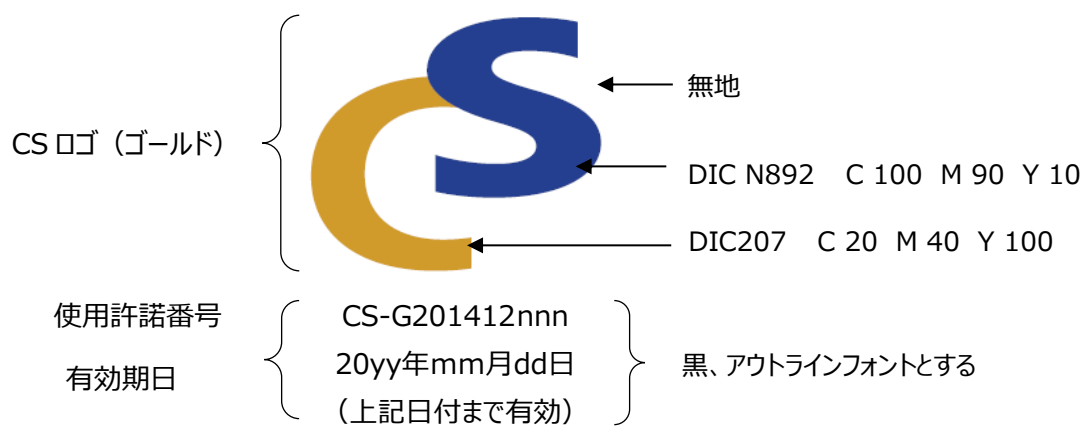 CS
無地
CS ロゴ（ゴールド）
DIC N892 C 100 M 90 Y 10
DIC207 C 20 M 40 Y 100
使用許諾番号
CS-G201412nnn
有効期日
20yy年mm月dd日
黒、アウトラインフォントとする
（上記日付まで有効）